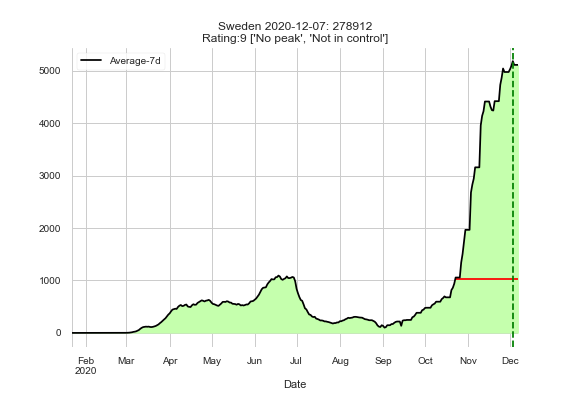 Sweden 2020-12-07: 278912
Rating:9 ['No peak', 'Not in control']
Average-7d
5000
4000
3000
2000
1000
0
Feb Mar Apr May Jun Jul Aug Sep Oct Nov Dec
2020
Date